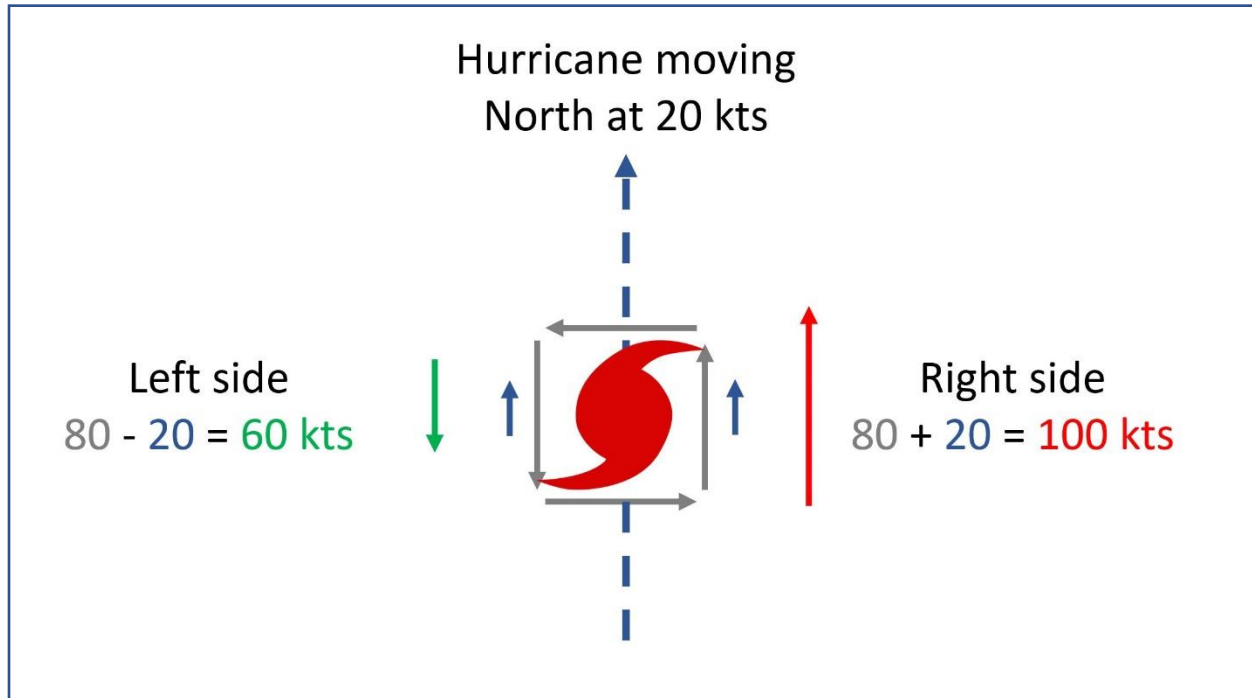 Hurricane moving
North at 20 kts
Left side
80 - 20 = 60 kts
Right side
80 + 20 = 100 kts